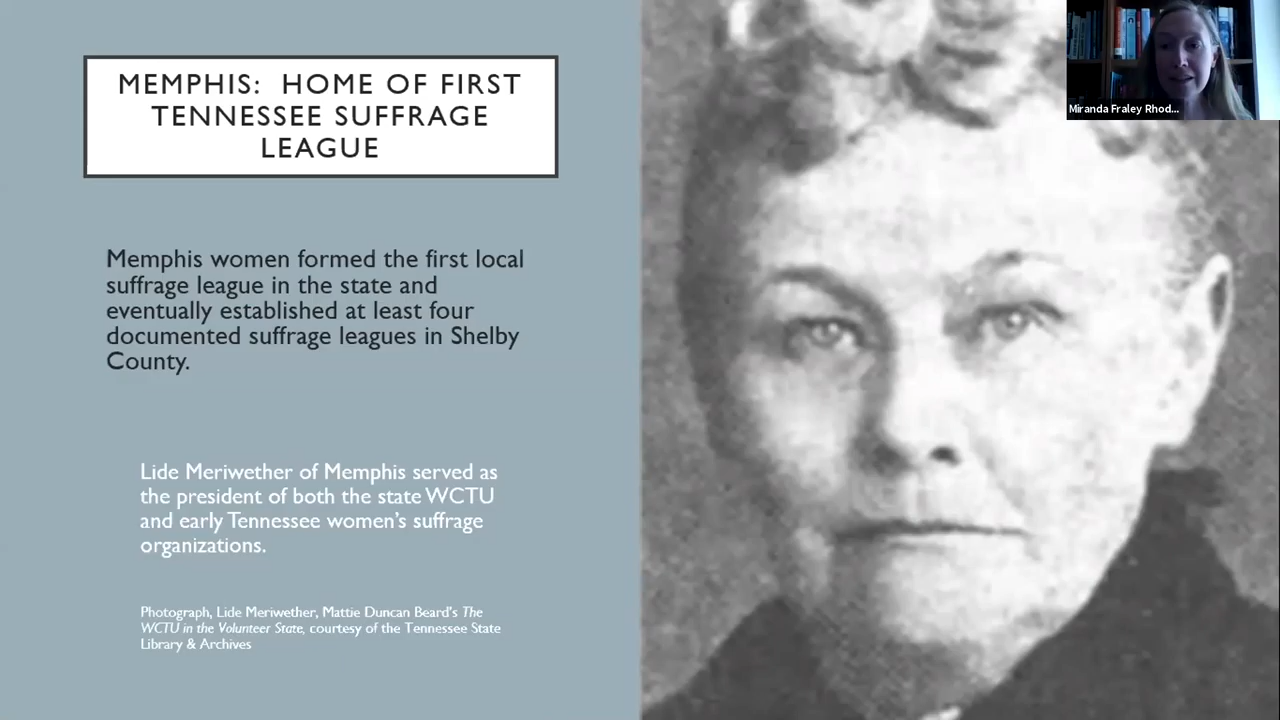 MEMPHIS: HOME OF FIRST
TENNESSEE SUFFRAGE
LEAGUE
Memphis women formed the first local
suffrage league in the state and
eventually established at least four
documented suffrage leagues in Shelby
County.
Lide Meriwether of Memphis served as
the president of both the state WCTU
and early Tennessee women's suffrage
organizations.
Photograph, Lide Meriwether, Mattie Duncan Beard's The
WCTU in the Volunteer State, courtesy of the Tennessee State
Library & Archives
Miranda Fraley Rhod...